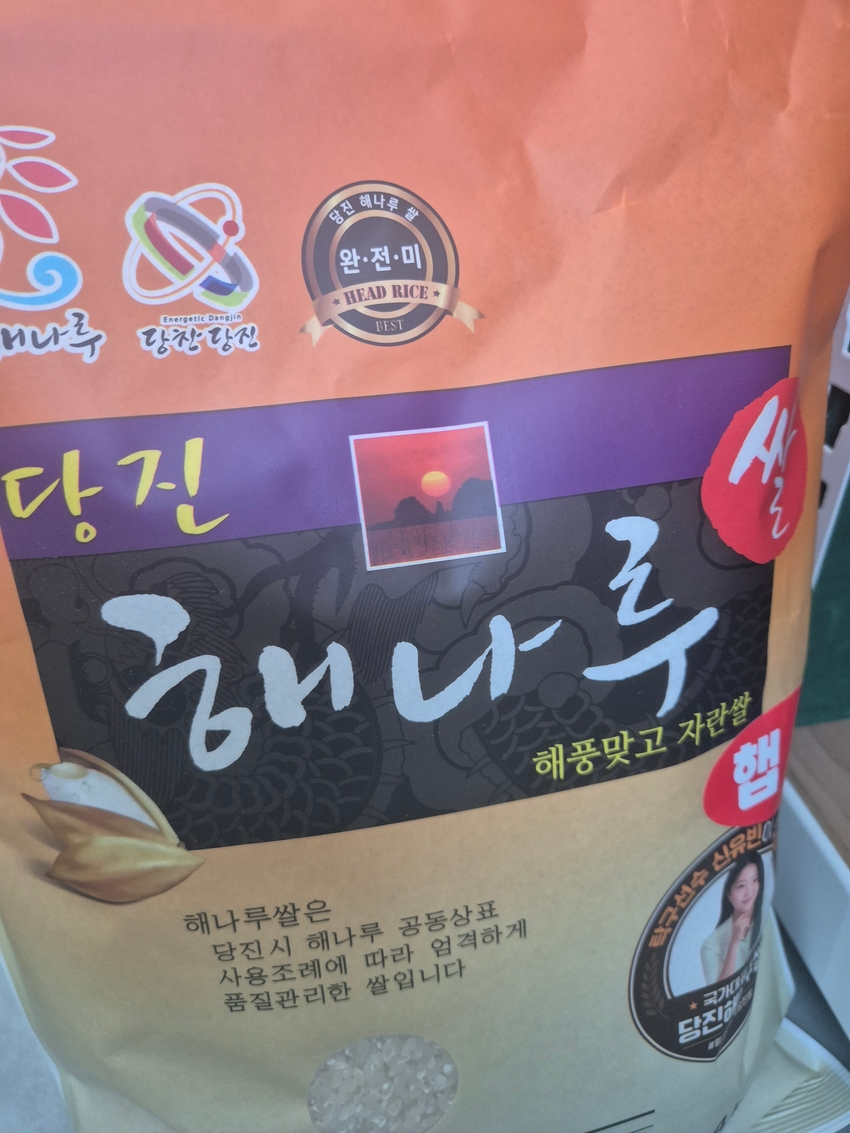 해나루
Energetic Dangjin
당찬당진
당진 해나루 쌀
완·전·미
HEAD RICE
BEST
당진
쌀
해나루
해풍맞고 자란쌀
햅
탁구선수 신유빈
해나루쌀은
당진시 해나루 공동상표
사용조례에 따라 엄격하게
품질관리한 쌀입니다
국가대
당진해